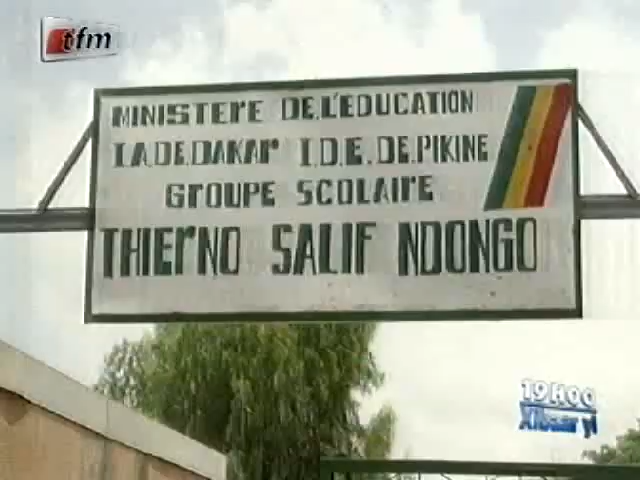 tfm
MINISTERE DE.L'EDUCATION
I.A.DE.DAKAR I.D.E. DE.PIKINE
GROUPE SCOLAIRE
THIERNO SALIF NDONGO
19H00
Xibaar yi